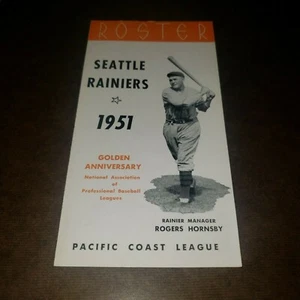 ROSTER
SEATTLE
RAINIERS
1951
GOLDEN
ANNIVERSARY
National Association
of
Professional Baseball
Leagues
RAINIER MANAGER
ROGERS HORNSBY
PACIFIC COAST LEAGUE